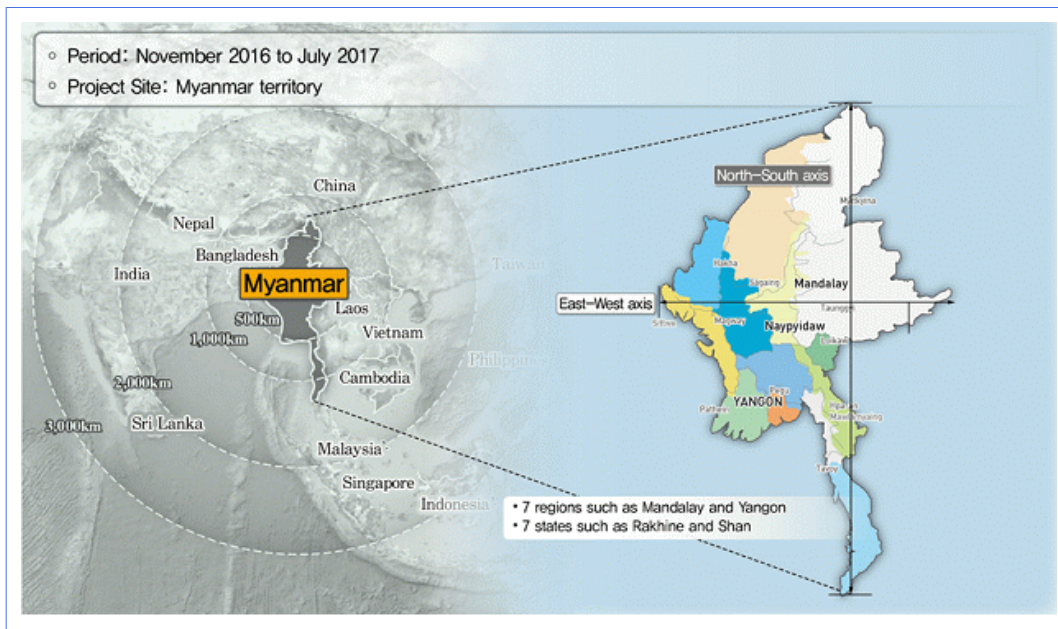 ○ Period: November 2016 to July 2017
○ Project Site: Myanmar territory
China
Nepal
Bangladesh
India
Myanmar
Taiwan
Laos
500km
1,000km
Vietnam
Philippines
Cambodia
2,000km
3,000km
Sri Lanka
Malaysia
Singapore
Indonesia
North-South axis
Myitkyina
Hakha
Sagaing
Mandalay
East-West axis
Taunggyi
Sittwe
Magway
Naypyidaw
Loikaw
Pegu
YANGON
Pathein
Hpa-an
Mawlamyaing
Tavoy
• 7 regions such as Mandalay and Yangon
• 7 states such as Rakhine and Shan